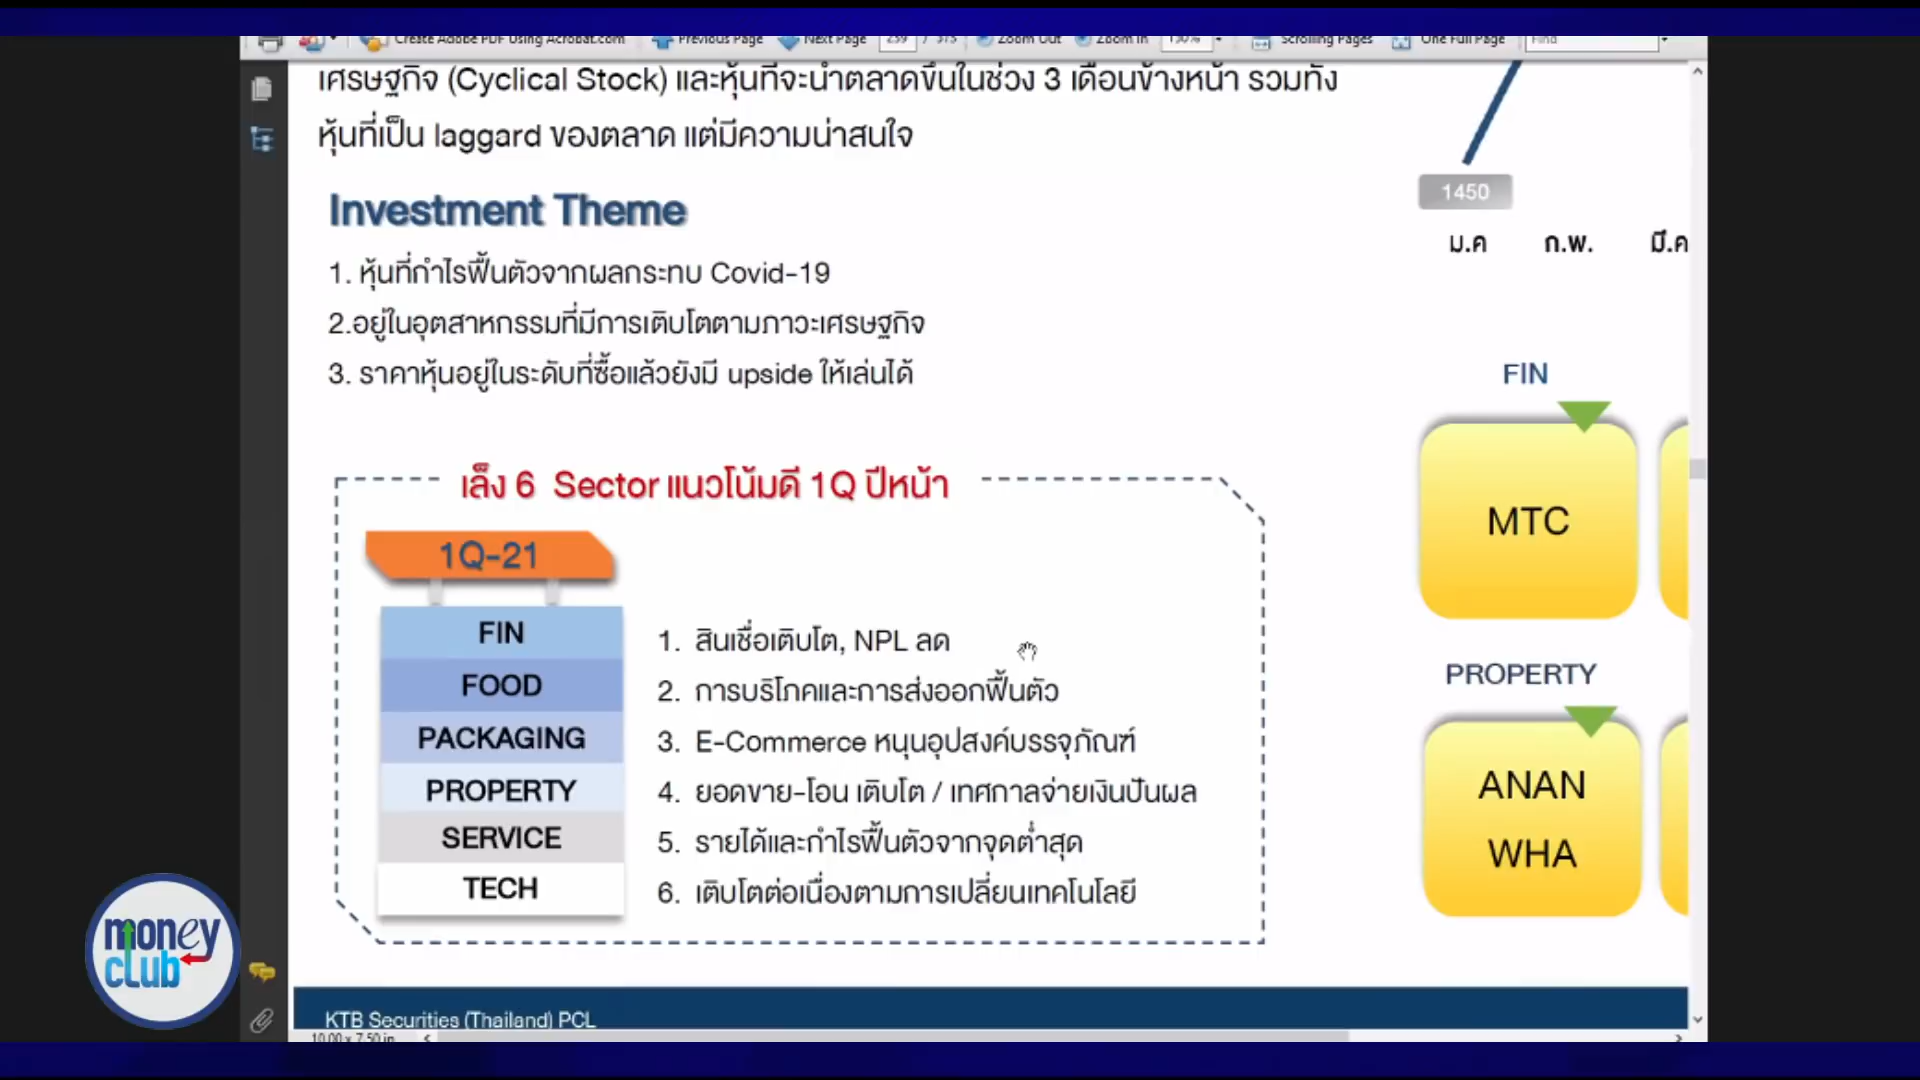 Create Adobe PDF Using Acrobat.com Previous Page Next Page 259 / 375 Zoom Out Zoom In 150% Scrolling Pages One Full Page Find
เศรษฐกิจ (Cyclical Stock) และหุ้นที่จะนำตลาดขึ้นในช่วง 3 เดือนข้างหน้า รวมทั้ง
หุ้นที่เป็น laggard ของตลาด แต่มีความน่าสนใจ
1450
ม.ค ก.พ. มี.ค
Investment Theme
1. หุ้นที่กำไรฟื้นตัวจากผลกระทบ Covid-19
2.อยู่ในอุตสาหกรรมที่มีการเติบโตตามภาวะเศรษฐกิจ
3. ราคาหุ้นอยู่ในระดับที่ซื้อแล้วยังมี upside ให้เล่นได้
เล็ง 6 Sector แนวโน้มดี 1Q ปีหน้า
1Q-21
FIN
FOOD
PACKAGING
PROPERTY
SERVICE
TECH
1. สินเชื่อเติบโต, NPL ลด
2. การบริโภคและการส่งออกฟื้นตัว
3. E-Commerce หนุนอุปสงค์บรรจุภัณฑ์
4. ยอดขาย-โอน เติบโต / เทศกาลจ่ายเงินปันผล
5. รายได้และกำไรฟื้นตัวจากจุดต่ำสุด
6. เติบโตต่อเนื่องตามการเปลี่ยนเทคโนโลยี
FIN
MTC
PROPERTY
ANAN
WHA
money
club
KTB Securities (Thailand) PCL
10.00 x 7.50 in